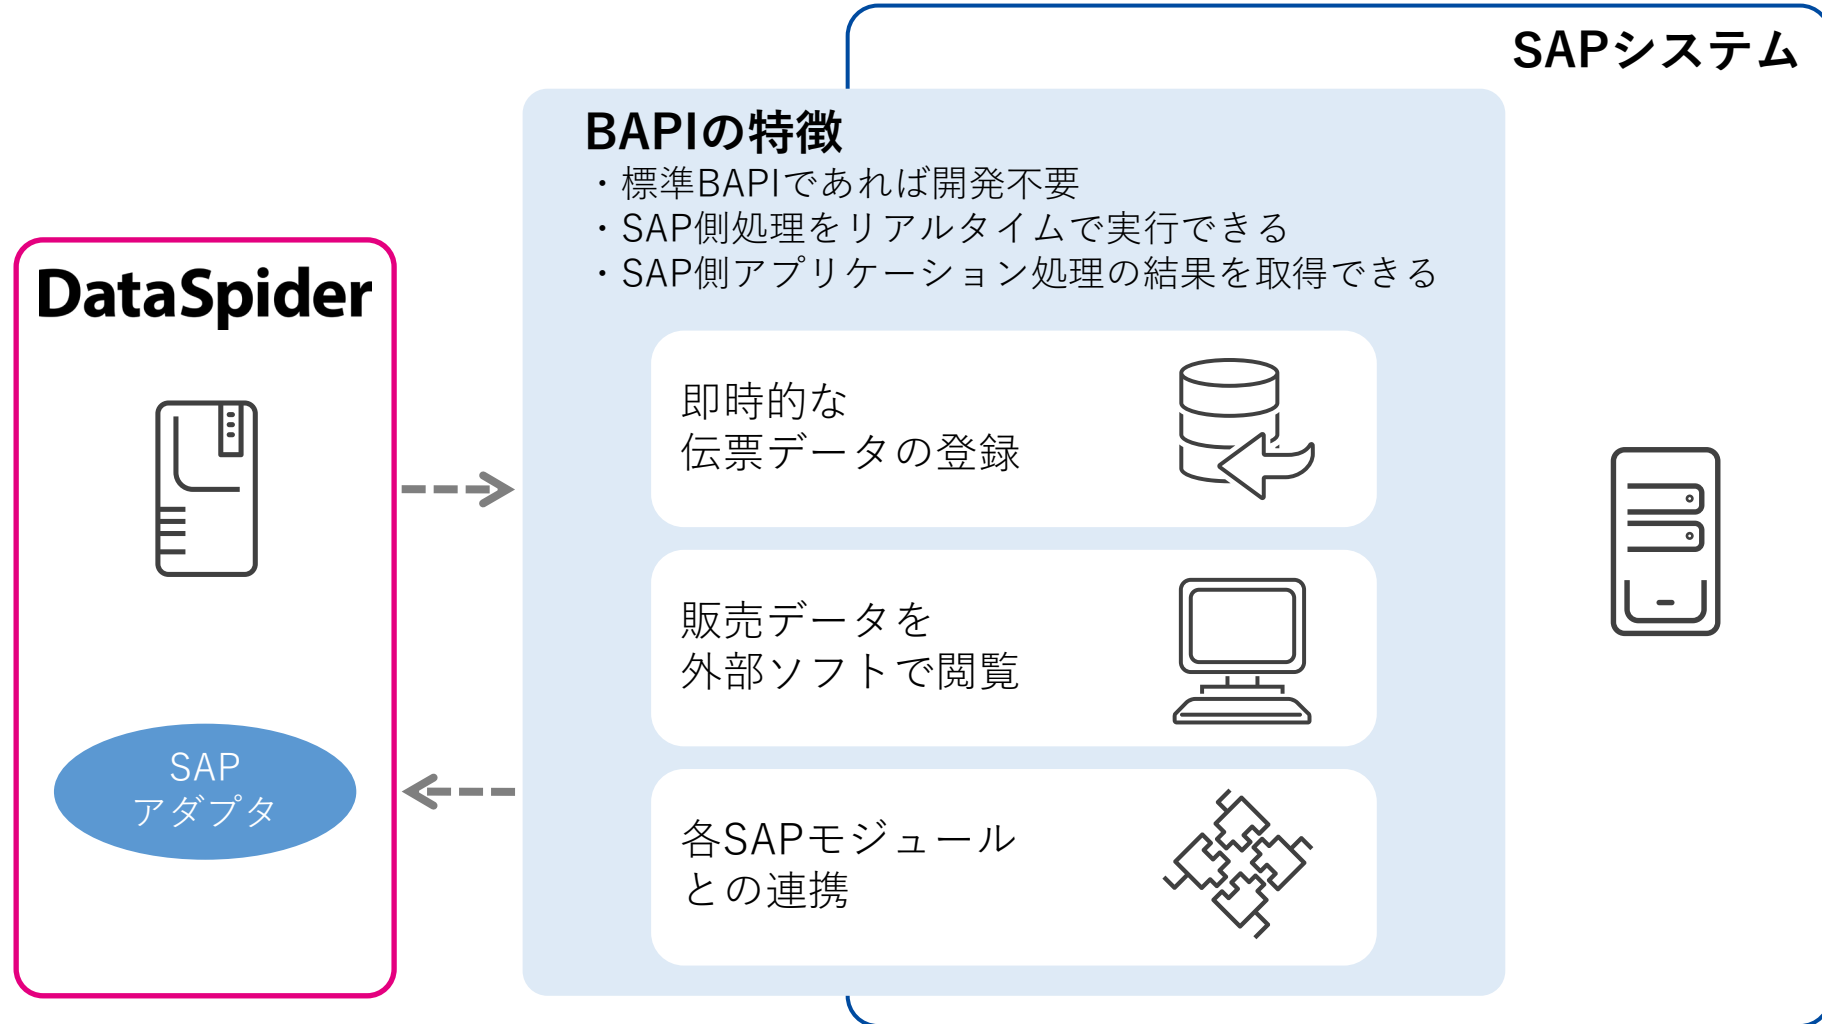 SAPシステム
BAPIの特徴
・標準BAPIであれば開発不要
・SAP側処理をリアルタイムで実行できる
・SAP側アプリケーション処理の結果を取得できる
DataSpider
SAP
アダプタ
即時的な
伝票データの登録
販売データを
外部ソフトで閲覧
各SAPモジュール
との連携